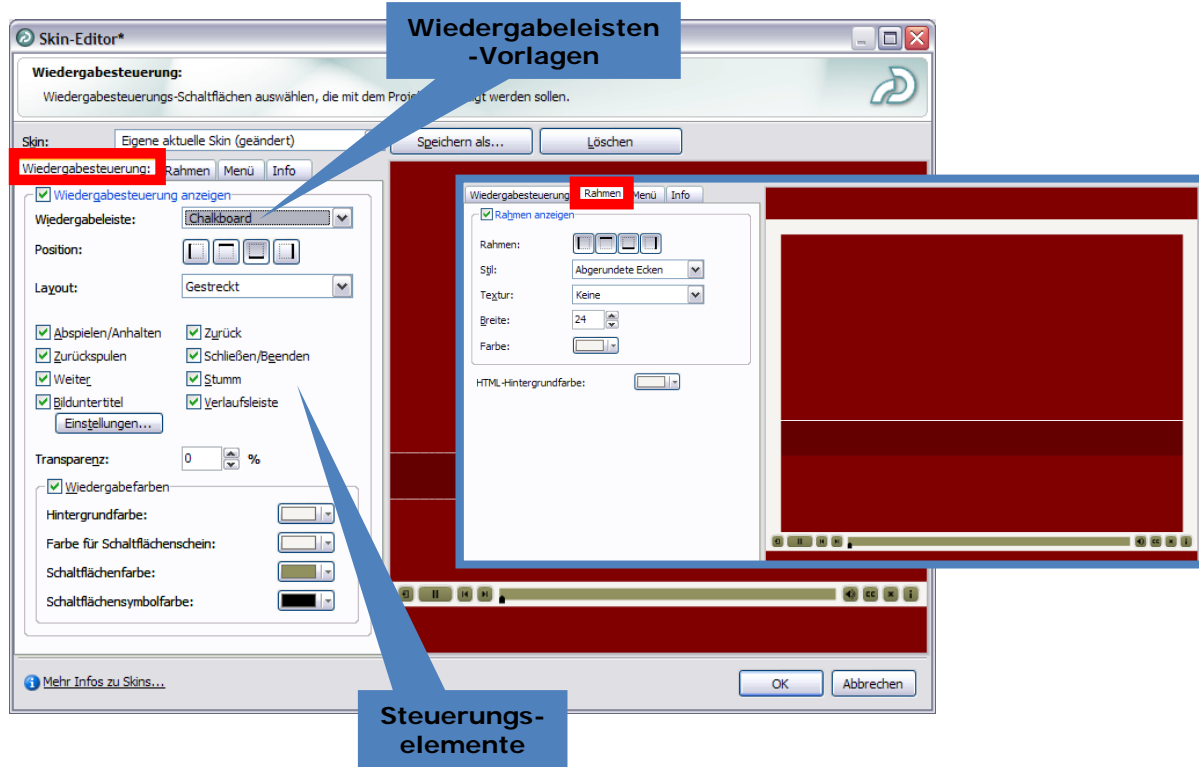 Wiedergabeleisten
-Vorlagen
Skin-Editor*
Wiedergabesteuerung:
Wiedergabesteuerungs-Schaltflächen auswählen, die mit dem gt werden sollen.
Skin:
Eigene aktuelle Skin (geändert)
Speichern als...
Löschen
Wiedergabesteuerung:
Rahmen
Menü
Info
Wiedergabesteuerung anzeigen
Wiedergabeleiste:
Chalkboard
Position:
Layout:
Gestreckt
Abspielen/Anhalten
Zurück
Zurückspulen
Schließen/Beenden
Weiter
Stumm
Bilduntertitel
Verlaufsleiste
Einstellungen...
Transparenz:
0
%
Wiedergabefarben
Hintergrundfarbe:
Farbe für Schaltflächenschein:
Schaltflächenfarbe:
Schaltflächensymbolfarbe:
CC
Wiedergabesteuerung
Rahmen
Menü
Info
Rahmen anzeigen
Rahmen:
Stil:
Abgerundete Ecken
Textur:
Keine
Breite:
24
Farbe:
HTML-Hintergrundfarbe:
CC
Mehr Infos zu Skins...
OK
Abbrechen
Steuerungs-
elemente